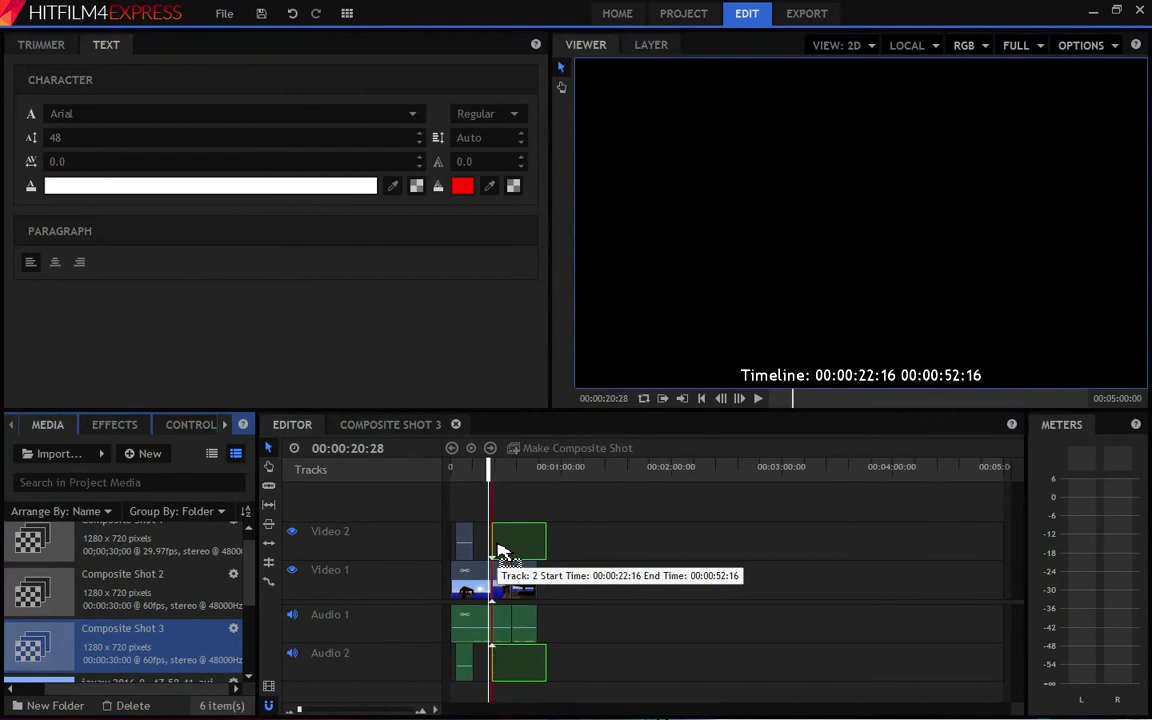 HITFILM4EXPRESS
File
HOME
PROJECT
EDIT
EXPORT
TRIMMER
TEXT
VIEWER
LAYER
VIEW: 2D
LOCAL
RGB
FULL
OPTIONS
CHARACTER
Arial
Regular
48
Auto
0.0
0.0
PARAGRAPH
Timeline: 00:00:22:16 00:00:52:16
00:00:20:28
00:05:00:00
MEDIA
EFFECTS
CONTROL
EDITOR
COMPOSITE SHOT 3
METERS
Import...
New
00:00:20:28
Make Composite Shot
Search in Project Media
Tracks
0
00:01:00:00
00:02:00:00
00:03:00:00
00:04:00:00
00:05:0
Arrange By: Name
Group By: Folder
1280 x 720 pixels
00;00;30;00 @ 29.97fps, stereo @ 4800
Composite Shot 2
1280 x 720 pixels
00:00:30:00 @ 60fps, stereo @ 48000H
Composite Shot 3
1280 x 720 pixels
00:00:30:00 @ 60fps, stereo @ 48000Hz
Video 2
Video 1
Track: 2 Start Time: 00:00:22:16 End Time: 00:00:52:16
Audio 1
Audio 2
6
0
-6
-12
-18
-24
-30
-36
-42
-48
-54
-∞
L
R
New Folder
Delete
6 item(s)